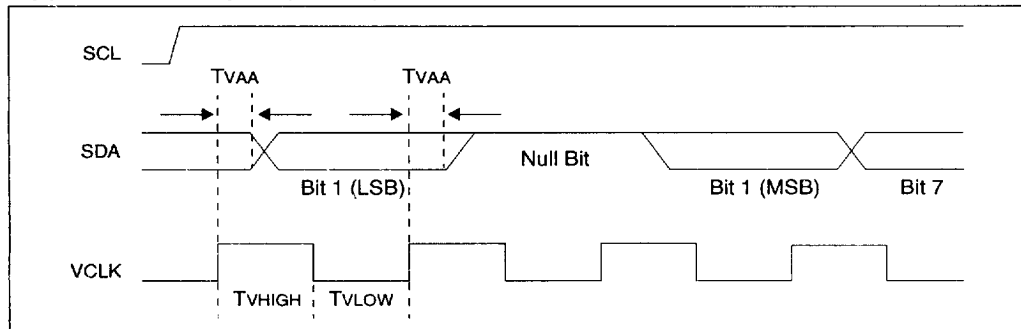 SCL
TVAA TVAA
SDA
Null Bit
Bit 1 (LSB) Bit 1 (MSB) Bit 7
VCLK
TVHIGH TVLOW